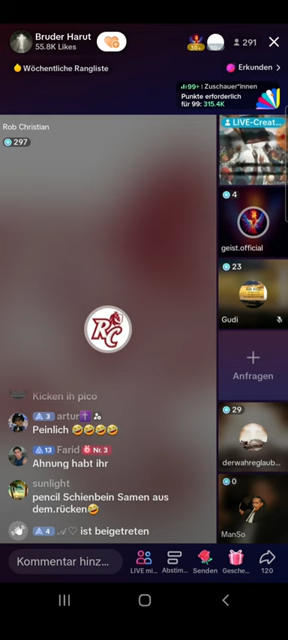 Bruder Harut
55.8K Likes
291
Wöchentliche Rangliste
Erkunden >
99+ | Zuschauer*innen
Punkte erforderlich
für 99: 315.4K
Rob Christian
297
LIVE-Creat...
4
geist.official
23
Gudi
+
Anfragen
RC
Kicken ih pico
3 artur
Peinlich 🤣🤣🤣🤣
13 Farid Nr. 3
Ahnung habt ihr
29
derwahreglaub...
sunlight
pencil Schienbein Samen aus
dem.rücken🤣
0
ManSo
4 ist beigetreten
Kommentar hinz...
LIVE mi...
Abstim...
Senden
Gesche...
120